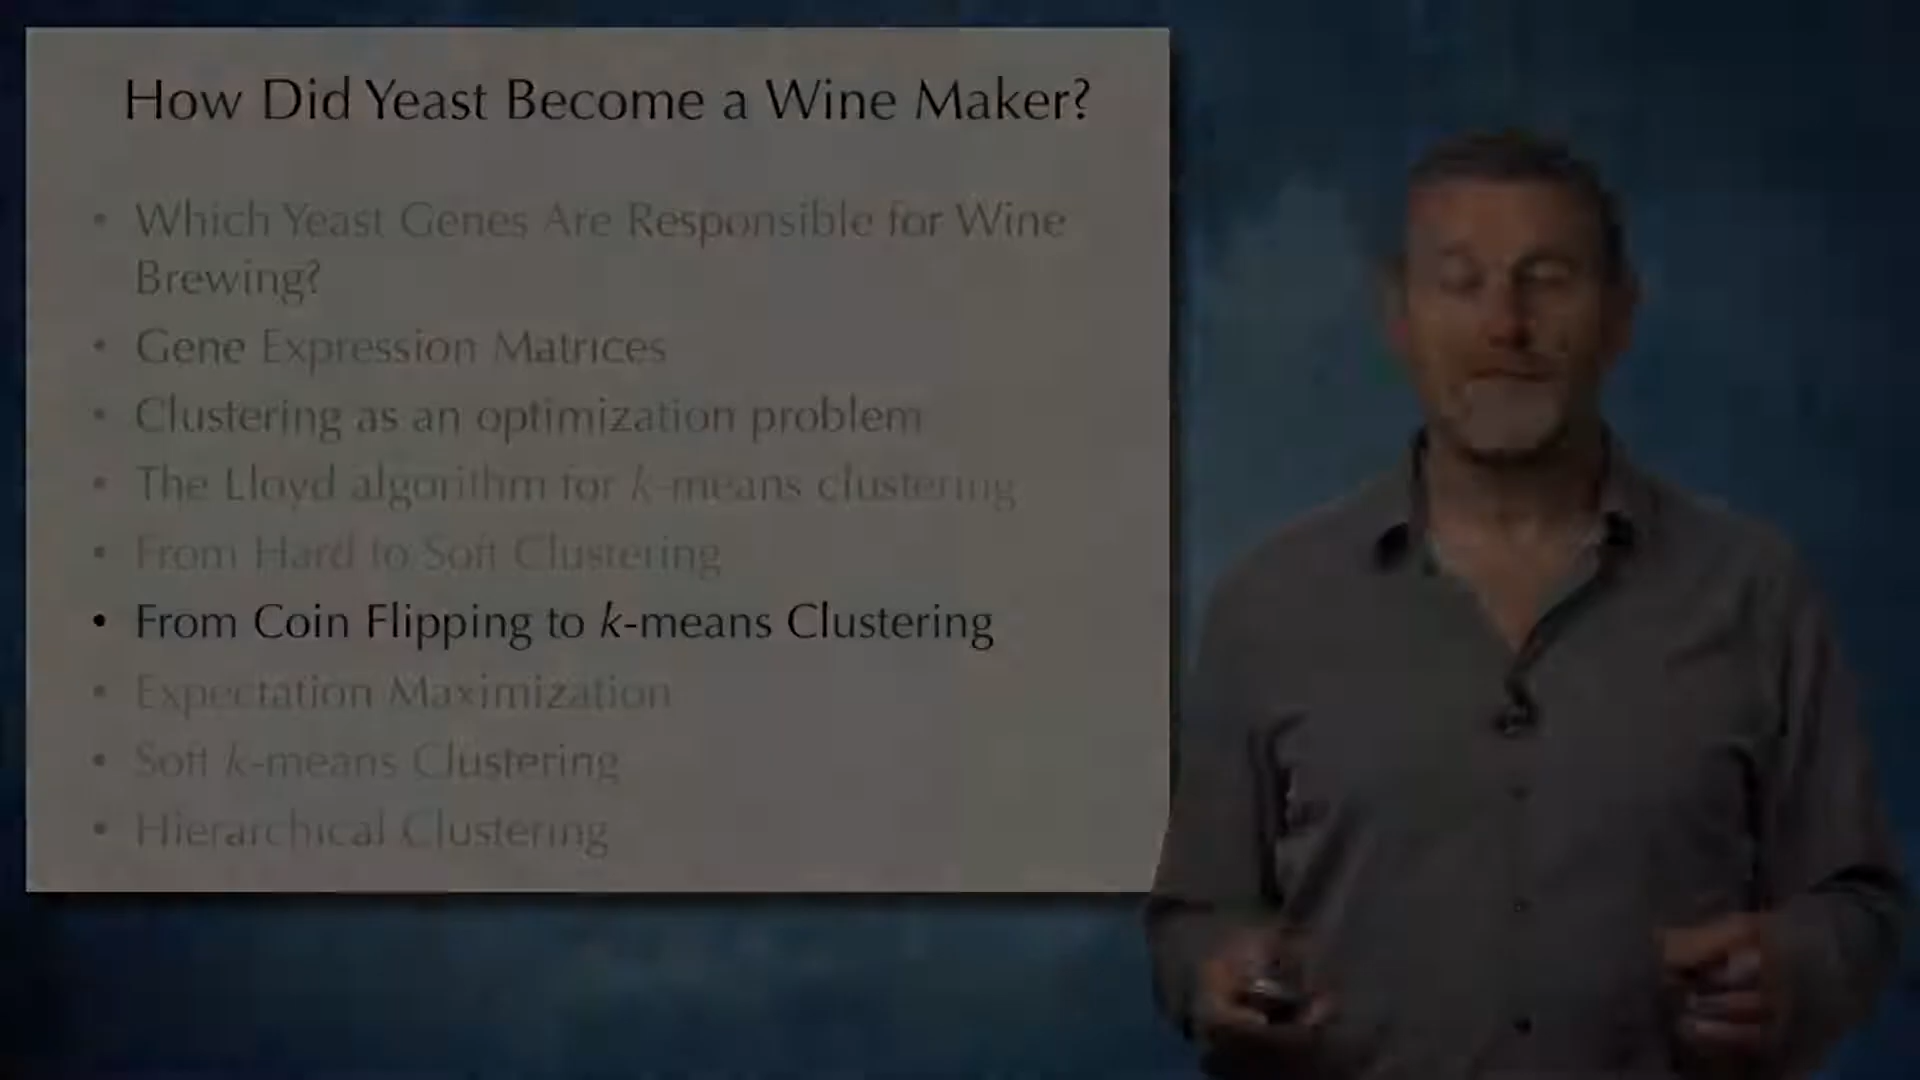 How Did Yeast Become a Wine Maker?
• Which Yeast Genes Are Responsible for Wine
Brewing?
• Gene Expression Matrices
• Clustering as an optimization problem
• The Lloyd algorithm for k-means clustering
• From Hard to Soft Clustering
• From Coin Flipping to k-means Clustering
• Expectation Maximization
• Soft k-means Clustering
• Hierarchical Clustering